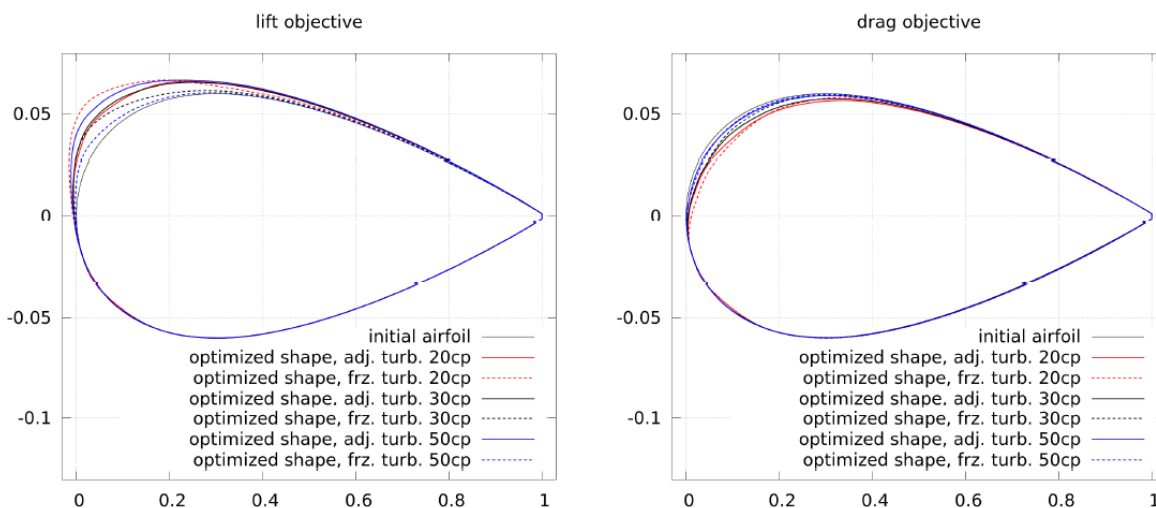 lift objective
0.05
0
-0.05
-0.1
initial airfoil
optimized shape, adj. turb. 20cp
optimized shape, frz. turb. 20cp
optimized shape, adj. turb. 30cp
optimized shape, frz. turb. 30cp
optimized shape, adj. turb. 50cp
optimized shape, frz. turb. 50cp
0 0.2 0.4 0.6 0.8 1
drag objective
0.05
0
-0.05
-0.1
initial airfoil
optimized shape, adj. turb. 20cp
optimized shape, frz. turb. 20cp
optimized shape, adj. turb. 30cp
optimized shape, frz. turb. 30cp
optimized shape, adj. turb. 50cp
optimized shape, frz. turb. 50cp
0 0.2 0.4 0.6 0.8 1